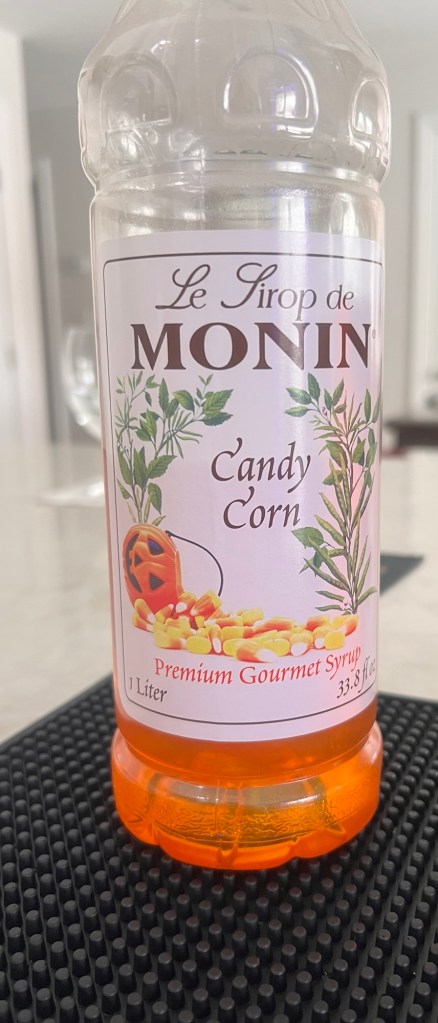 Le Sirop de
MONIN
Candy
Corn
Premium Gourmet Syrup
1 Liter
33.8 fl oz